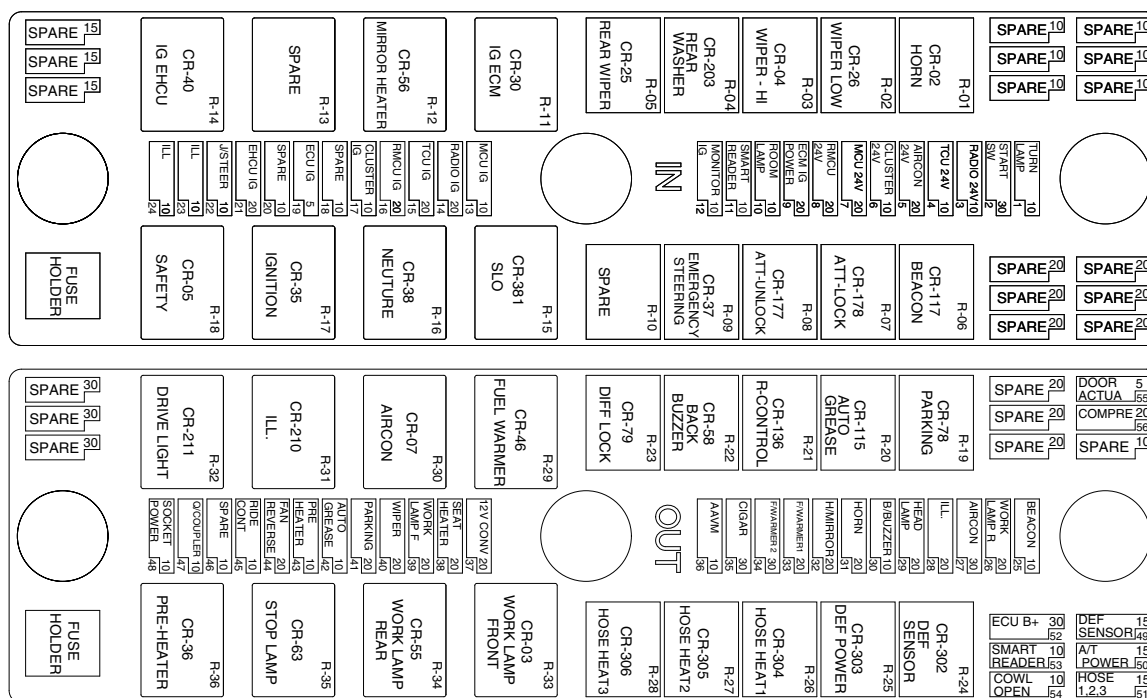 SPARE 15
SPARE 15
SPARE 15
CR-40
IG EHCU
R-14
SPARE
R-13
CR-56
MIRROR HEATER
R-12
CR-30
IG ECM
R-11
CR-25
REAR WIPER
R-05
CR-203
REAR
WASHER
R-04
CR-04
WIPER - HI
R-03
CR-26
WIPER LOW
R-02
CR-02
HORN
R-01
SPARE 10
SPARE 10
SPARE 10
SPARE 10
SPARE 10
SPARE 10
ILL 10 24
ILL 10 23
J/STEER 10 22
EHCU IG 20 21
SPARE 10 20
ECU IG 5 19
SPARE 10 18
CLUSTER IG 10 17
RMCU IG 20 16
TCU IG 20 15
RADIO IG 20 14
MCU IG 10 13
IN
MONITOR IG 10 12
SMART READER 10 11
ROOM LAMP 10 10
ECM IG POWER 20 9
RMCU 24V 20 8
MCU 24V 20 7
CLUSTER 24V 10 6
AIRCON 24V 20 5
TCU 24V 10 4
RADIO 24V 10 3
START SW 30 2
TURN LAMP 10 1
FUSE
HOLDER
CR-05
SAFETY
R-18
CR-35
IGNITION
R-17
CR-38
NEUTURE
R-16
CR-381
SLO
R-15
SPARE
R-10
CR-37
EMERGENCY
STEERING
R-09
CR-177
ATT-UNLOCK
R-08
CR-178
ATT-LOCK
R-07
CR-117
BEACON
R-06
SPARE 20
SPARE 20
SPARE 20
SPARE 20
SPARE 20
SPARE 20
SPARE 30
SPARE 30
SPARE 30
CR-211
DRIVE LIGHT
R-32
CR-210
ILL.
R-31
CR-07
AIRCON
R-30
CR-46
FUEL WARMER
R-29
CR-79
DIFF LOCK
R-23
CR-58
BACK
BUZZER
R-22
CR-136
R-CONTROL
R-21
CR-115
AUTO
GREASE
R-20
CR-78
PARKING
R-19
SPARE 20
SPARE 20
SPARE 20
DOOR ACTUA 5 55
COMPRE 20 56
SPARE 10
SOCKET POWER 10 48
Q/COUPLER 10 47
SPARE 10 46
RIDE CONT 10 45
FAN REVERSE 20 44
PRE HEATER 10 43
AUTO GREASE 10 42
PARKING 20 41
WIPER 20 40
WORK LAMP F 20 39
SEAT HEATER 20 38
12V CONV 20 37
OUT
AAVM 10 36
CIGAR 30 35
F/WARMER 2 30 34
F/WARMER1 20 33
H/MIRROR 20 32
HORN 20 31
B/BUZZER 10 30
HEAD LAMP 20 29
ILL. 20 28
AIRCON 30 27
WORK LAMP R 20 26
BEACON 10 25
FUSE
HOLDER
CR-36
PRE-HEATER
R-36
CR-63
STOP LAMP
R-35
CR-55
WORK LAMP
REAR
R-34
CR-03
WORK LAMP
FRONT
R-33
CR-306
HOSE HEAT3
R-28
CR-305
HOSE HEAT2
R-27
CR-304
HOSE HEAT1
R-26
CR-303
DEF POWER
R-25
CR-302
DEF
SENSOR
R-24
ECU B+ 30 52
SMART READER 10 53
COWL OPEN 10 54
DEF SENSOR 15 49
A/T POWER 15 50
HOSE 1.2.3 15